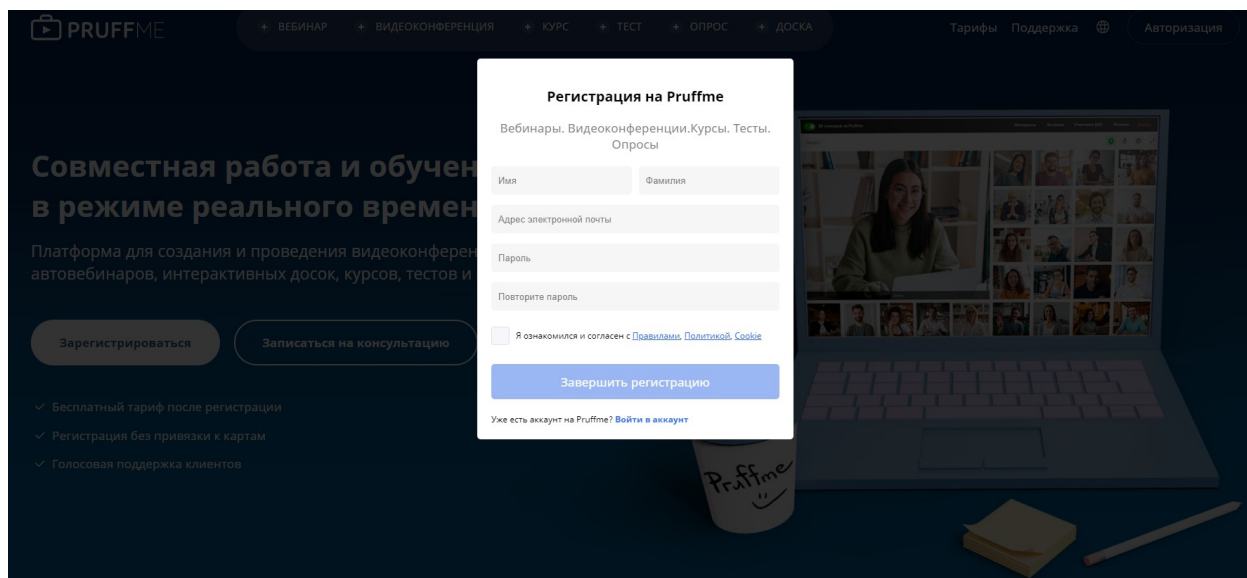 PRUFFME
+ ВЕБИНАР + ВИДЕОКОНФЕРЕНЦИЯ + КУРС + ТЕСТ + ОПРОС + ДОСКА
Тарифы Поддержка Авторизация
Совместная работа и обучен
в режиме реального времен
Платформа для создания и проведения видеоконферен
автовебинаров, интерактивных досок, курсов, тестов и
Зарегистрироваться Записаться на консультацию
Бесплатный тариф после регистрации
Регистрация без привязки к картам
Голосовая поддержка клиентов
Регистрация на Pruffme
Вебинары. Видеоконференции.Курсы. Тесты.
Опросы
Имя Фамилия
Адрес электронной почты
Пароль
Повторите пароль
Я ознакомился и согласен с Правилами, Политикой, Cookie
Завершить регистрацию
Уже есть аккаунт на Pruffme? Войти в аккаунт
Pruffme